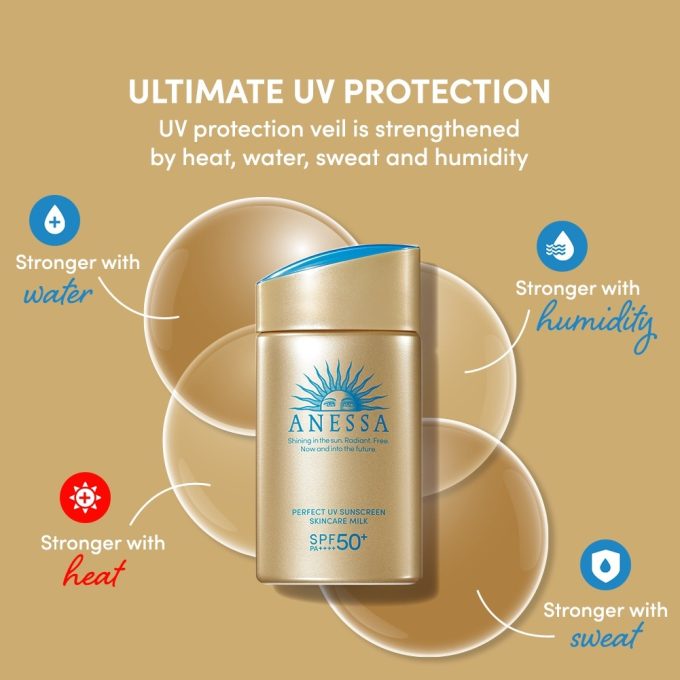 ULTIMATE UV PROTECTION
UV protection veil is strengthened
by heat, water, sweat and humidity
Stronger with
water
Stronger with
humidity
ANESSA
Shining in the sun. Radiant. Free.
Now and into the future.
PERFECT UV SUNSCREEN
SKINCARE MILK
SPF 50+
PA++++
Stronger with
heat
Stronger with
sweat